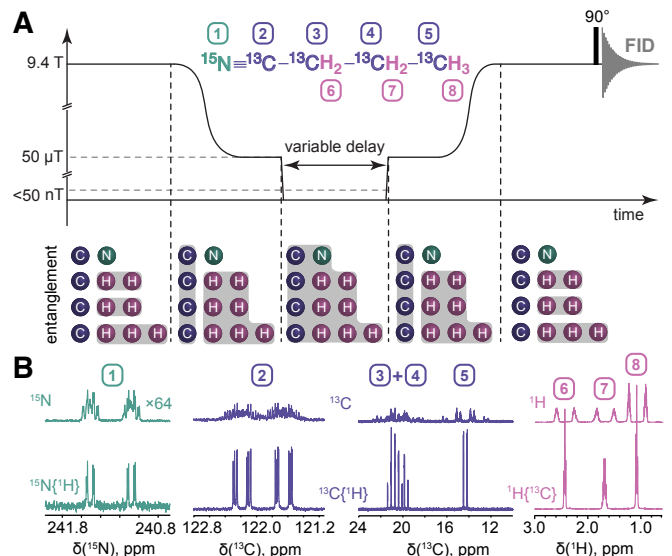 A
1 2 3 4 5
90°
FID
¹⁵N≡¹³C–¹³CH₂–¹³CH₂–¹³CH₃
6 7 8
9.4 T
50 µT
variable delay
<50 nT
time
entanglement
C N C N C N C N C N
C H H C H H C H H C H H C H H
C H H C H H C H H C H H C H H
C H H H C H H H C H H H C H H H C H H H
B
1 2 3 + 4 5 6 7 8
¹⁵N ×64 ¹³C ¹H
¹⁵N{¹H} ¹³C{¹H} ¹H{¹³C}
241.8 240.8 122.8 122.0 121.2 24 20 16 14 10 3.0 2.0 1.0
δ(¹⁵N), ppm δ(¹³C), ppm δ(¹³C), ppm δ(¹H), ppm